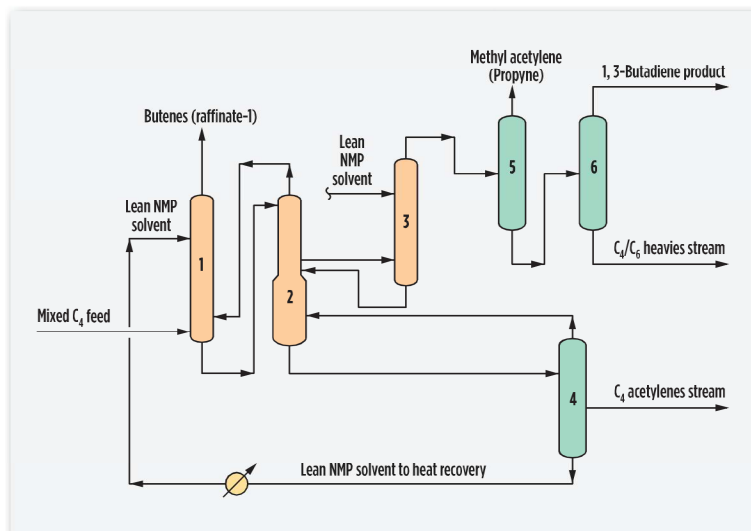 Methyl acetylene
(Propyne)
1, 3-Butadiene product
Butenes (raffinate-1)
Lean
NMP
solvent
5
6
Lean NMP
solvent
3
1
C₄/C₆ heavies stream
2
Mixed C₄ feed
C₄ acetylenes stream
4
Lean NMP solvent to heat recovery